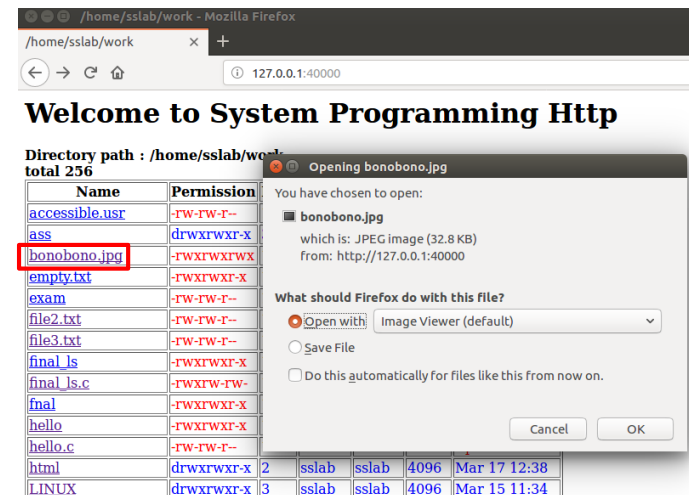 /home/sslab/work - Mozilla Firefox
/home/sslab/work × +
127.0.0.1:40000
Welcome to System Programming Http
Directory path : /home/sslab/work
total 256
Name Permission
accessible.usr -rw-rw-r--
ass drwxrwxr-x
bonobono.jpg -rwxrwxrwx
empty.txt -rwxrwxr-x
exam -rw-rw-r--
file2.txt -rw-rw-r--
file3.txt -rw-rw-r--
final_ls -rwxrwxr-x
final_ls.c -rwxrw-rw-
fnal -rwxrwxr-x
hello -rwxrwxr-x
hello.c -rw-rw-r--
html drwxrwxr-x 2 sslab sslab 4096 Mar 17 12:38
LINUX drwxrwxr-x 3 sslab sslab 4096 Mar 15 11:34
Opening bonobono.jpg
You have chosen to open:
bonobono.jpg
which is: JPEG image (32.8 KB)
from: http://127.0.0.1:40000
What should Firefox do with this file?
Open with Image Viewer (default)
Save File
Do this automatically for files like this from now on.
Cancel OK